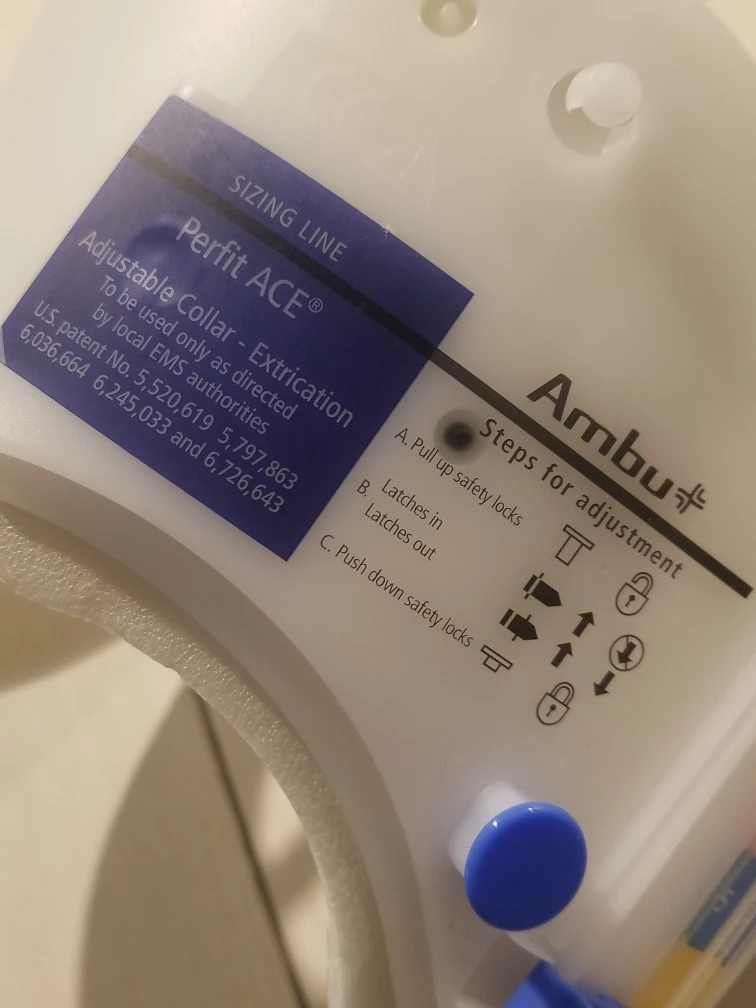 SIZING LINE
Perfit ACE®
Adjustable Collar - Extrication
To be used only as directed
by local EMS authorities
U.S. patent No. 5,520,619 5,797,863
6,036,664 6,245,033 and 6,726,643
Ambu
Steps for adjustment
A. Pull up safety locks
B. Latches in
Latches out
C. Push down safety locks